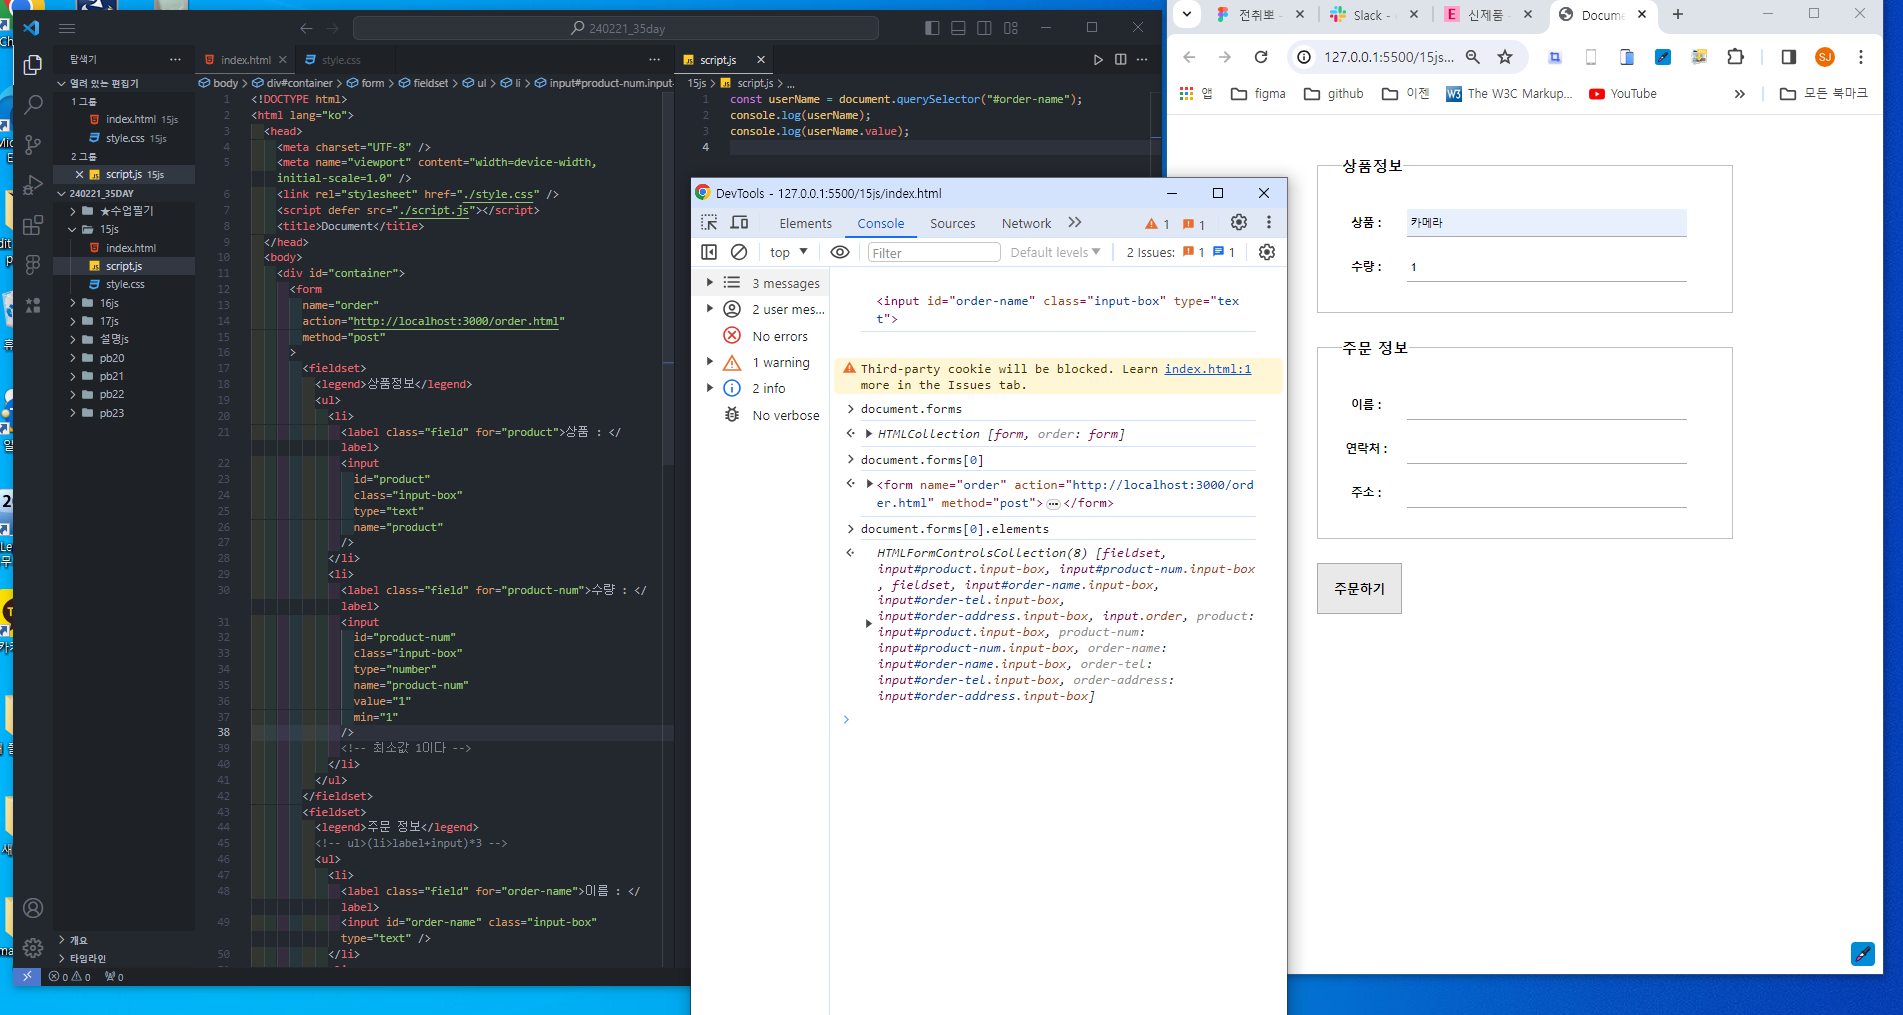 240221_35day
탐색기
열려 있는 편집기
1그룹
index.html 15js
style.css 15js
2그룹
script.js 15js
240221_35DAY
★수업필기
15js
index.html
script.js
style.css
16js
17js
설명js
pb20
pb21
pb22
pb23
개요
타임라인
0 0 0
index.html
style.css
body > div#container > form > fieldset > ul > li > input#product-num.input-
1 <!DOCTYPE html>
2 <html lang="ko">
3 <head>
4 <meta charset="UTF-8" />
5 <meta name="viewport" content="width=device-width,
initial-scale=1.0" />
6 <link rel="stylesheet" href="./style.css" />
7 <script defer src="./script.js"></script>
8 <title>Document</title>
9 </head>
10 <body>
11 <div id="container">
12 <form
13 name="order"
14 action="http://localhost:3000/order.html"
15 method="post"
16 >
17 <fieldset>
18 <legend>상품정보</legend>
19 <ul>
20 <li>
21 <label class="field" for="product">상품 : </
label>
22 <input
23 id="product"
24 class="input-box"
25 type="text"
26 name="product"
27 />
28 </li>
29 <li>
30 <label class="field" for="product-num">수량 : </
label>
31 <input
32 id="product-num"
33 class="input-box"
34 type="number"
35 name="product-num"
36 value="1"
37 min="1"
38 />
39 <!-- 최소값 1이다 -->
40 </li>
41 </ul>
42 </fieldset>
43 <fieldset>
44 <legend>주문 정보</legend>
45 <!-- ul>(li>label+input)*3 -->
46 <ul>
47 <li>
48 <label class="field" for="order-name">이름 : </
label>
49 <input id="order-name" class="input-box"
type="text" />
50 </li>
script.js
15js > script.js > ...
1 const userName = document.querySelector("#order-name");
2 console.log(userName);
3 console.log(userName.value);
4
DevTools - 127.0.0.1:5500/15js/index.html
Elements Console Sources Network 1 1
top Filter Default levels 2 Issues: 1 1
3 messages
2 user mes...
No errors
1 warning
2 info
No verbose
<input id="order-name" class="input-box" type="tex
t">
Third-party cookie will be blocked. Learn index.html:1
more in the Issues tab.
document.forms
HTMLCollection [form, order: form]
document.forms[0]
<form name="order" action="http://localhost:3000/ord
er.html" method="post">…</form>
document.forms[0].elements
HTMLFormControlsCollection(8) [fieldset,
input#product.input-box, input#product-num.input-box
, fieldset, input#order-name.input-box,
input#order-tel.input-box,
input#order-address.input-box, input.order, product:
input#product.input-box, product-num:
input#product-num.input-box, order-name:
input#order-name.input-box, order-tel:
input#order-tel.input-box, order-address:
input#order-address.input-box]
전취뽀
Slack -
신제품
Docume
127.0.0.1:5500/15js...
SJ
앱 figma github 이젠 The W3C Markup... YouTube » 모든 북마크
상품정보
상품 : 카메라
수량 : 1
주문 정보
이름 :
연락처 :
주소 :
주문하기